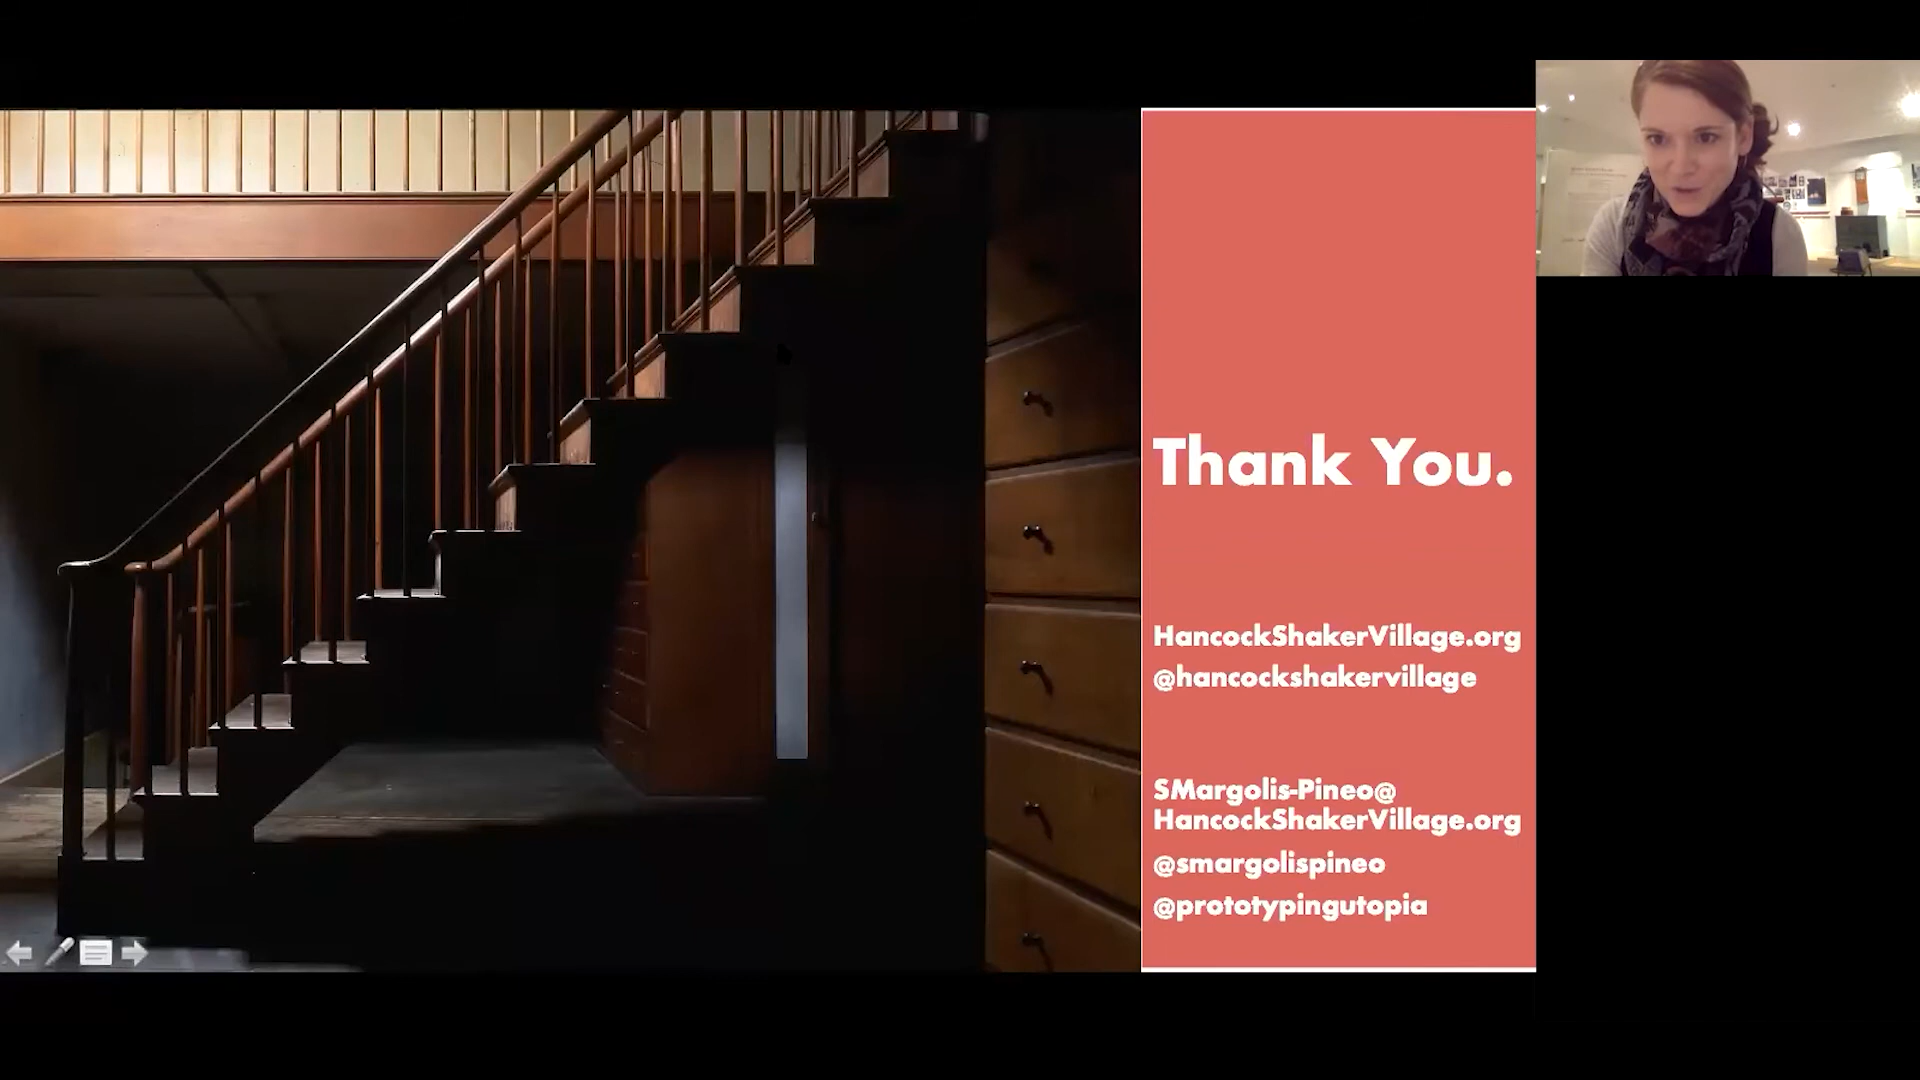 Thank You.
HancockShakerVillage.org
@hancockshakervillage
SMargolis-Pineo@
HancockShakerVillage.org
@smargolispineo
@prototypingutopia